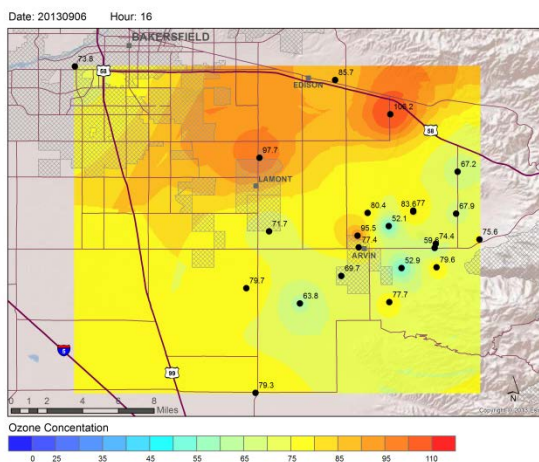 Date: 20130906 Hour: 16
73.8
BAKERSFIELD
58
EDISON
85.7
106.2
58
97.7
67.2
LAMONT
80.4
83.6
77
67.9
71.7
52.1
95.5
74.4
75.6
77.4
59.6
ARVIN
69.7
52.9
79.6
79.7
63.8
77.7
5
99
79.3
0 1 2 4 6 8
Miles
N
Ozone Concentation
0 25 35 45 55 65 75 85 95 110